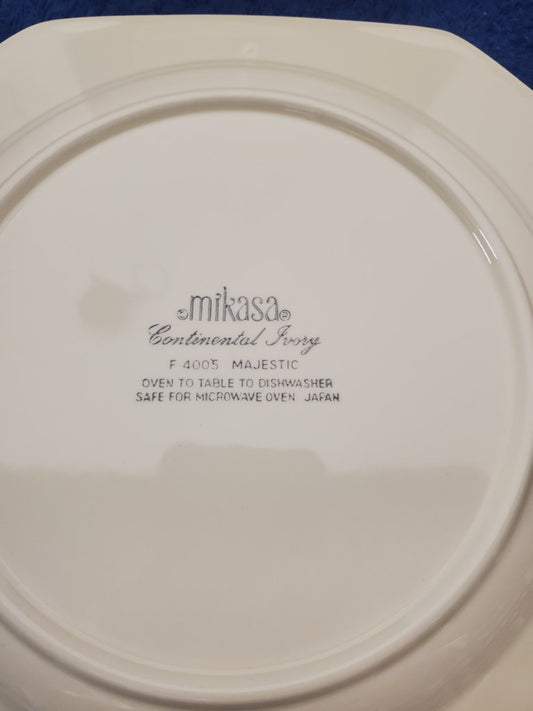 ©mikasa®
Continental Ivory
F 4005 MAJESTIC
OVEN TO TABLE TO DISHWASHER
SAFE FOR MICROWAVE OVEN JAPAN